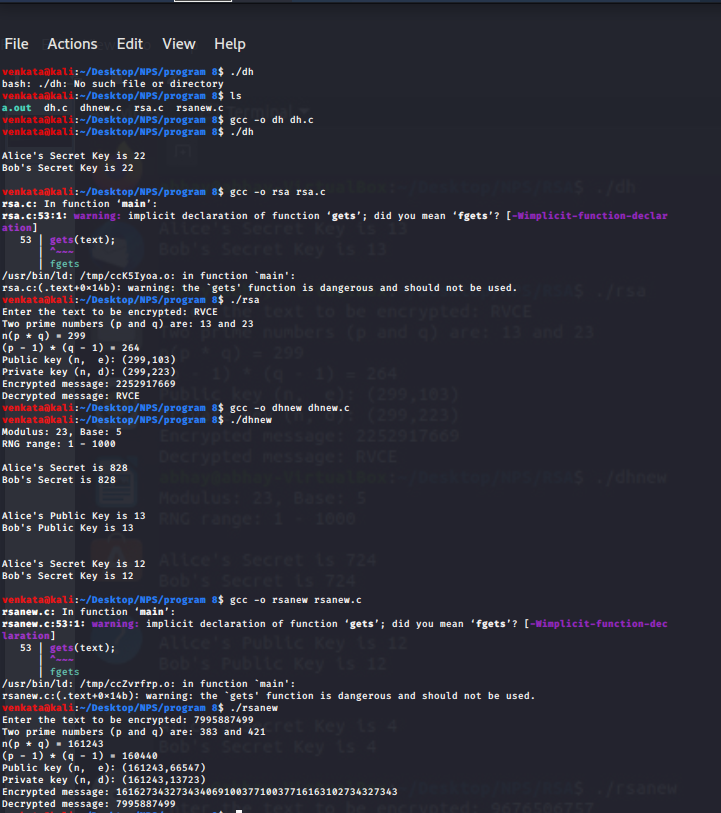 File Actions Edit View Help
venkata@kali:~/Desktop/NPS/program 8$ ./dh
bash: ./dh: No such file or directory
venkata@kali:~/Desktop/NPS/program 8$ ls
a.out dh.c dhnew.c rsa.c rsanew.c
venkata@kali:~/Desktop/NPS/program 8$ gcc -o dh dh.c
venkata@kali:~/Desktop/NPS/program 8$ ./dh
Alice's Secret Key is 22
Bob's Secret Key is 22
venkata@kali:~/Desktop/NPS/program 8$ gcc -o rsa rsa.c
rsa.c: In function ‘main’:
rsa.c:53:1: warning: implicit declaration of function ‘gets’; did you mean ‘fgets’? [-Wimplicit-function-declar
ation]
53 | gets(text);
| ^~~~
| fgets
/usr/bin/ld: /tmp/ccK5Iyoa.o: in function `main':
rsa.c:(.text+0×14b): warning: the `gets' function is dangerous and should not be used.
venkata@kali:~/Desktop/NPS/program 8$ ./rsa
Enter the text to be encrypted: RVCE
Two prime numbers (p and q) are: 13 and 23
n(p * q) = 299
(p - 1) * (q - 1) = 264
Public key (n, e): (299,103)
Private key (n, d): (299,223)
Encrypted message: 2252917669
Decrypted message: RVCE
venkata@kali:~/Desktop/NPS/program 8$ gcc -o dhnew dhnew.c
venkata@kali:~/Desktop/NPS/program 8$ ./dhnew
Modulus: 23, Base: 5
RNG range: 1 - 1000
Alice's Secret is 828
Bob's Secret is 828
Alice's Public Key is 13
Bob's Public Key is 13
Alice's Secret Key is 12
Bob's Secret Key is 12
venkata@kali:~/Desktop/NPS/program 8$ gcc -o rsanew rsanew.c
rsanew.c: In function ‘main’:
rsanew.c:53:1: warning: implicit declaration of function ‘gets’; did you mean ‘fgets’? [-Wimplicit-function-dec
laration]
53 | gets(text);
| ^~~~
| fgets
/usr/bin/ld: /tmp/ccZvrfrp.o: in function `main':
rsanew.c:(.text+0×14b): warning: the `gets' function is dangerous and should not be used.
venkata@kali:~/Desktop/NPS/program 8$ ./rsanew
Enter the text to be encrypted: 7995887499
Two prime numbers (p and q) are: 383 and 421
n(p * q) = 161243
(p - 1) * (q - 1) = 160440
Public key (n, e): (161243,66547)
Private key (n, d): (161243,13723)
Encrypted message: 161627343273434069100377100377161631027343​27343
Decrypted message: 7995887499